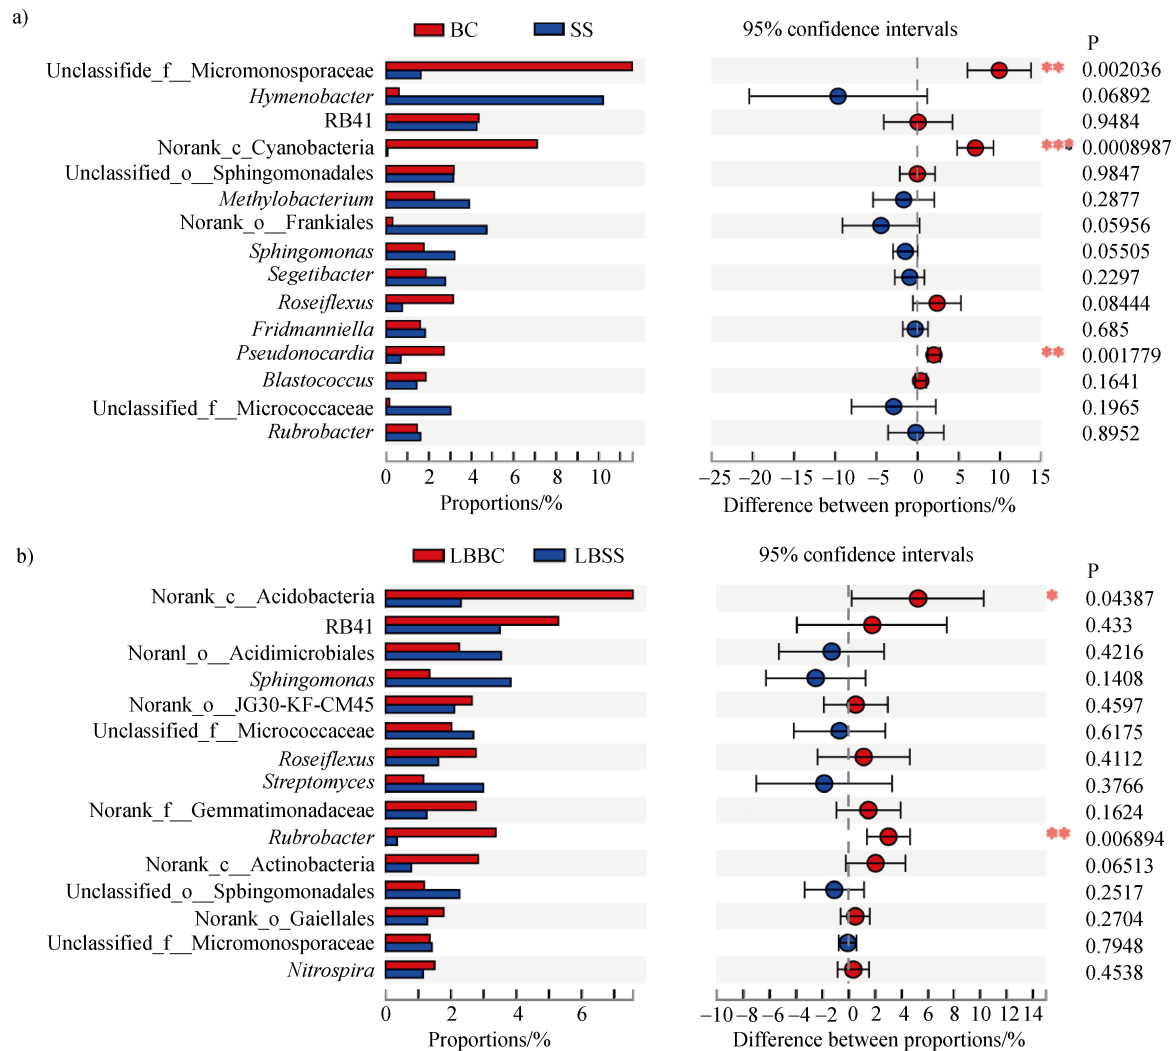 a)
BC SS 95% confidence intervals
P
Unclassifide_f__Micromonosporaceae ** 0.002036
Hymenobacter 0.06892
RB41 0.9484
Norank_c_Cyanobacteria *** 0.0008987
Unclassified_o__Sphingomonadales 0.9847
Methylobacterium 0.2877
Norank_o__Frankiales 0.05956
Sphingomonas 0.05505
Segetibacter 0.2297
Roseiflexus 0.08444
Fridmanniella 0.685
Pseudonocardia ** 0.001779
Blastococcus 0.1641
Unclassified_f__Micrococcaceae 0.1965
Rubrobacter 0.8952
0 2 4 6 8 10 −25 −20 −15 −10 −5 0 5 10 15
Proportions/% Difference between proportions/%
b)
LBBC LBSS 95% confidence intervals
P
Norank_c__Acidobacteria * 0.04387
RB41 0.433
Noranl_o__Acidimicrobiales 0.4216
Sphingomonas 0.1408
Norank_o__JG30-KF-CM45 0.4597
Unclassified_f__Micrococcaceae 0.6175
Roseiflexus 0.4112
Streptomyces 0.3766
Norank_f__Gemmatimonadaceae 0.1624
Rubrobacter ** 0.006894
Norank_c__Actinobacteria 0.06513
Unclassified_o__Spbingomonadales 0.2517
Norank_o_Gaiellales 0.2704
Unclassified_f__Micromonosporaceae 0.7948
Nitrospira 0.4538
0 2 4 6 −10 −8 −6 −4 −2 0 2 4 6 8 10 12 14
Proportions/% Difference between proportions/%